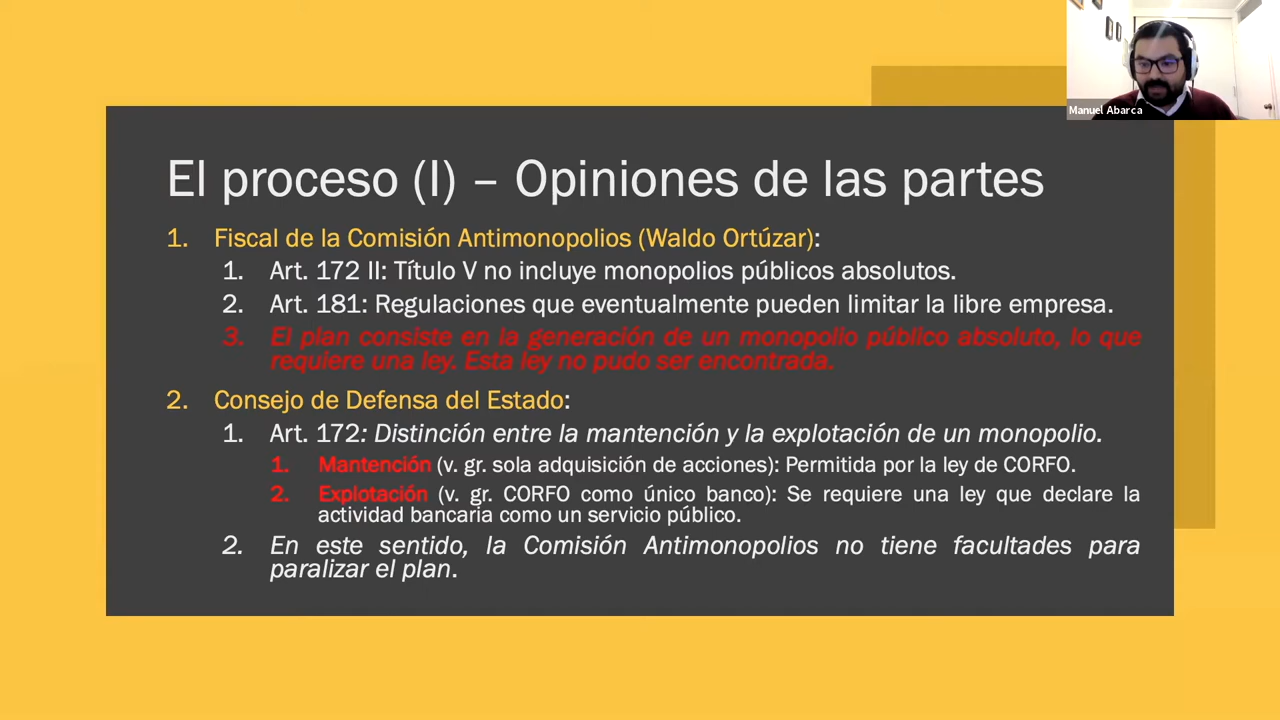 Manuel Abarca
El proceso (I) – Opiniones de las partes
1. Fiscal de la Comisión Antimonopolios (Waldo Ortúzar):
1. Art. 172 II: Título V no incluye monopolios públicos absolutos.
2. Art. 181: Regulaciones que eventualmente pueden limitar la libre empresa.
3. El plan consiste en la generación de un monopolio público absoluto, lo que
requiere una ley. Esta ley no pudo ser encontrada.
2. Consejo de Defensa del Estado:
1. Art. 172: Distinción entre la mantención y la explotación de un monopolio.
1. Mantención (v. gr. sola adquisición de acciones): Permitida por la ley de CORFO.
2. Explotación (v. gr. CORFO como único banco): Se requiere una ley que declare la
actividad bancaria como un servicio público.
2. En este sentido, la Comisión Antimonopolios no tiene facultades para
paralizar el plan.